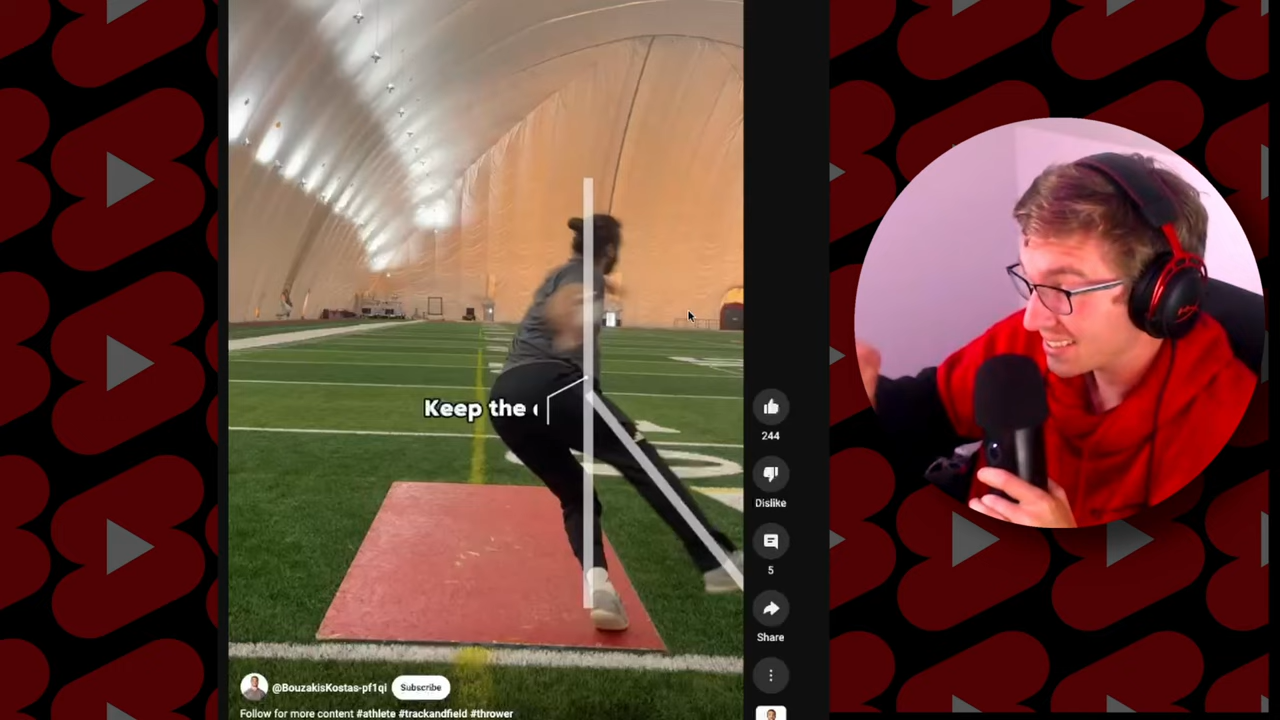 Keep the
244
Dislike
5
Share
@BouzakisKostas-pf1qi
Subscribe
Follow for more content #athlete #trackandfield #thrower